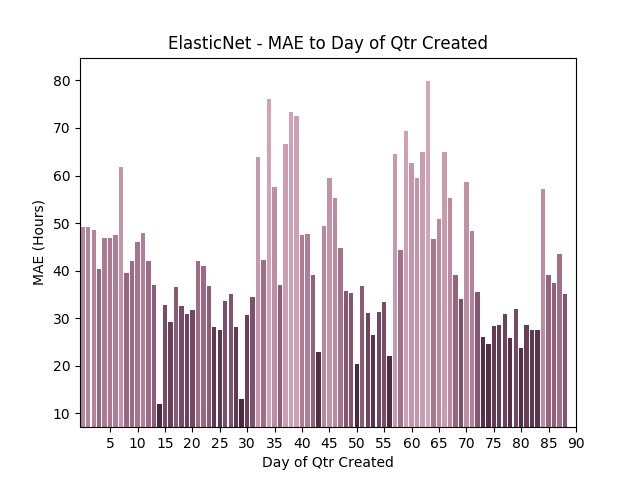 ElasticNet - MAE to Day of Qtr Created
MAE (Hours)
80
70
60
50
40
30
20
10
5 10 15 20 25 30 35 40 45 50 55 60 65 70 75 80 85 90
Day of Qtr Created